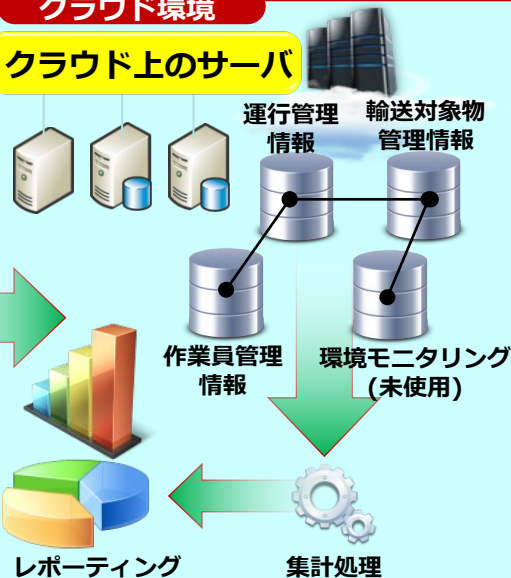 クラウド環境
クラウド上のサーバ
運行管理
情報
輸送対象物
管理情報
作業員管理
情報
環境モニタリング
(未使用)
レポーティング
集計処理